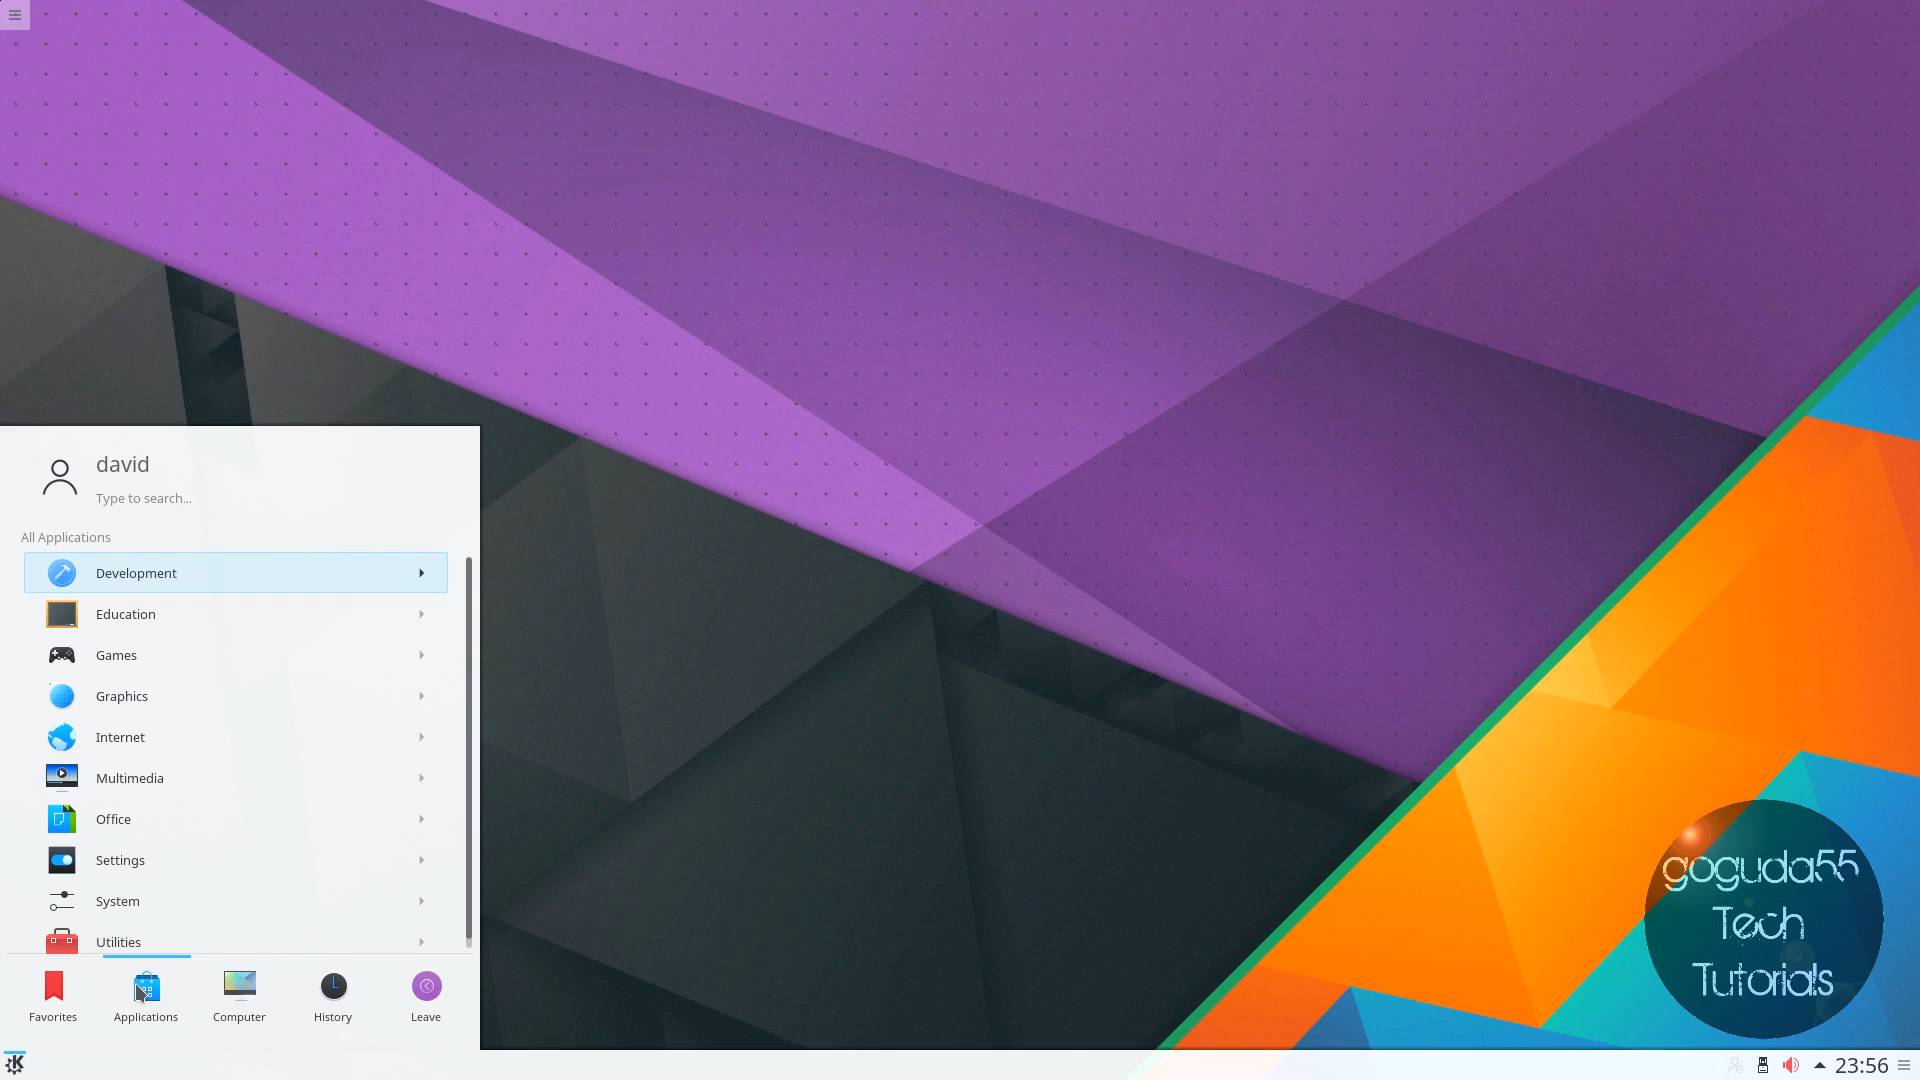 david
Type to search...
All Applications
Development
Education
Games
Graphics
Internet
Multimedia
Office
Settings
System
Utilities
Favorites
Applications
Computer
History
Leave
goguda55
Tech
Tutorials
23:56